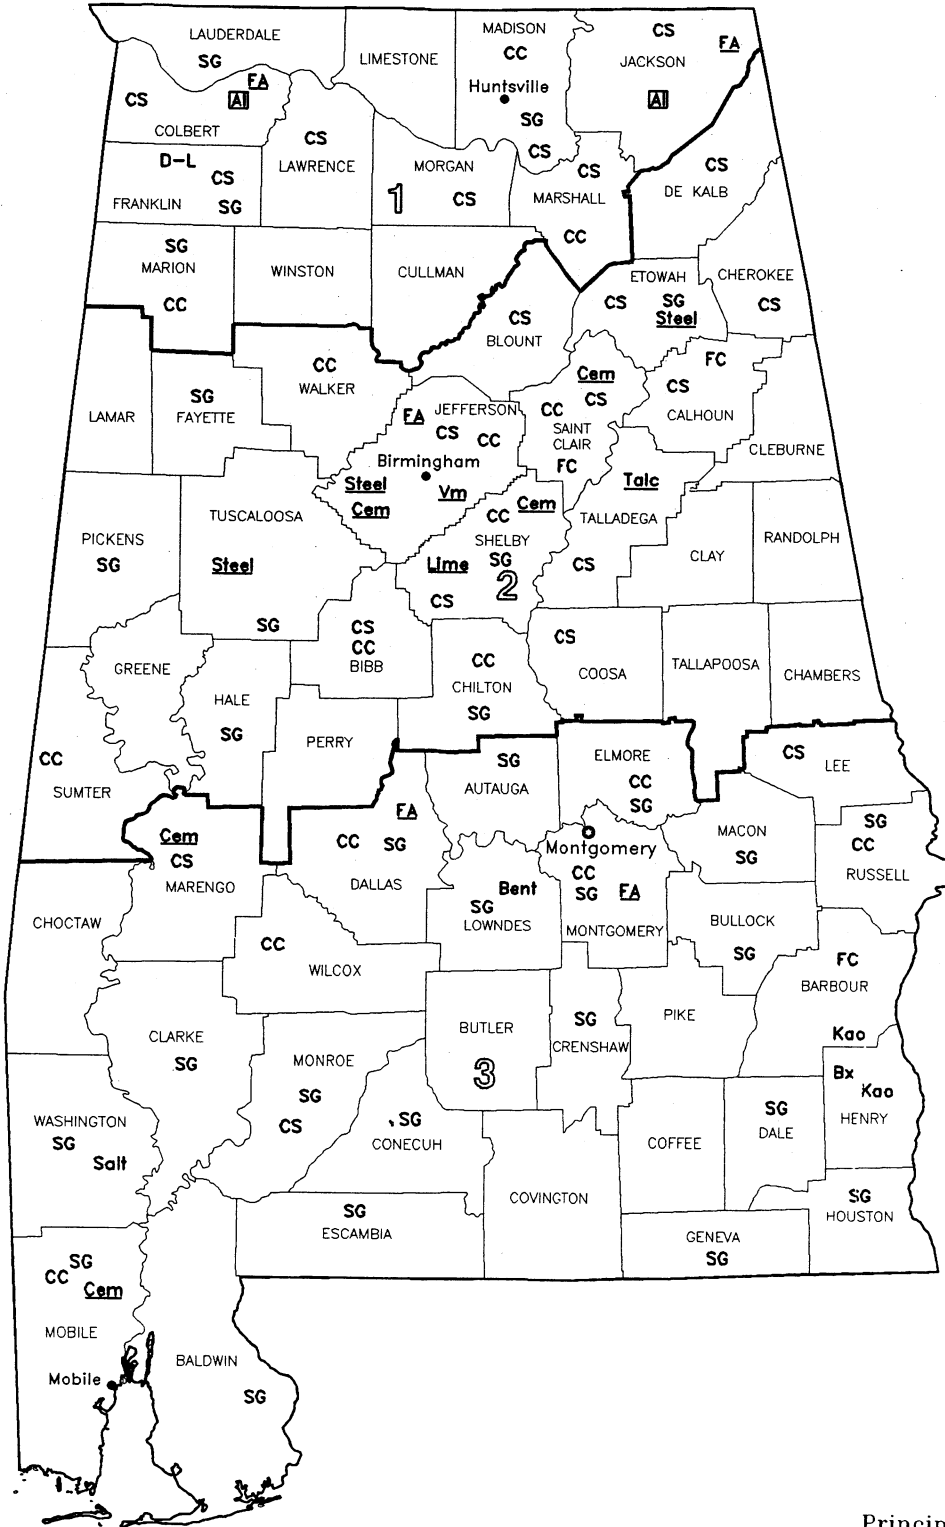 LAUDERDALE
SG
LIMESTONE
MADISON
CC
Huntsville
SG
CS
CS
FA
JACKSON
Al
FA
CS
Al
COLBERT
CS
LAWRENCE
MORGAN
1
CS
CS
MARSHALL
CC
CS
DE KALB
D-L
CS
FRANKLIN
SG
SG
MARION
CC
WINSTON
CULLMAN
CS
BLOUNT
ETOWAH
CS
SG
Steel
CHEROKEE
CS
LAMAR
SG
FAYETTE
CC
WALKER
FA
JEFFERSON
CS
CC
Birmingham
Steel
Vm
Cem
Cem
CS
CC
SAINT
CLAIR
FC
FC
CS
CALHOUN
CLEBURNE
PICKENS
SG
TUSCALOOSA
Steel
SG
Cem
CC
SHELBY
Lime
SG
2
CS
Talc
TALLADEGA
CS
CLAY
RANDOLPH
GREENE
HALE
SG
CS
CC
BIBB
CC
CHILTON
SG
CS
COOSA
TALLAPOOSA
CHAMBERS
CC
SUMTER
PERRY
SG
AUTAUGA
ELMORE
CC
SG
CS
LEE
Cem
CS
MARENGO
FA
CC
SG
DALLAS
Montgomery
CC
SG
FA
MONTGOMERY
MACON
SG
SG
CC
RUSSELL
CHOCTAW
CC
WILCOX
Bent
SG
LOWNDES
BULLOCK
SG
FC
BARBOUR
Kao
CLARKE
SG
MONROE
SG
CS
BUTLER
3
SG
CRENSHAW
PIKE
Bx
Kao
HENRY
WASHINGTON
SG
Salt
SG
CONECUH
COVINGTON
COFFEE
SG
DALE
SG
ESCAMBIA
GENEVA
SG
SG
HOUSTON
SG
CC
Cem
MOBILE
Mobile
BALDWIN
SG
Princip